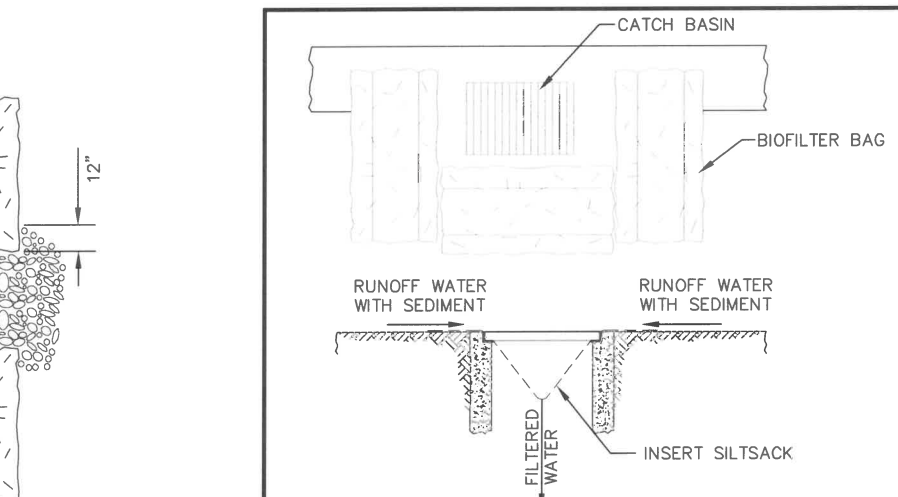 CATCH BASIN
12"
BIOFILTER BAG
RUNOFF WATER
WITH SEDIMENT
RUNOFF WATER
WITH SEDIMENT
FILTERED
WATER
INSERT SILTSACK